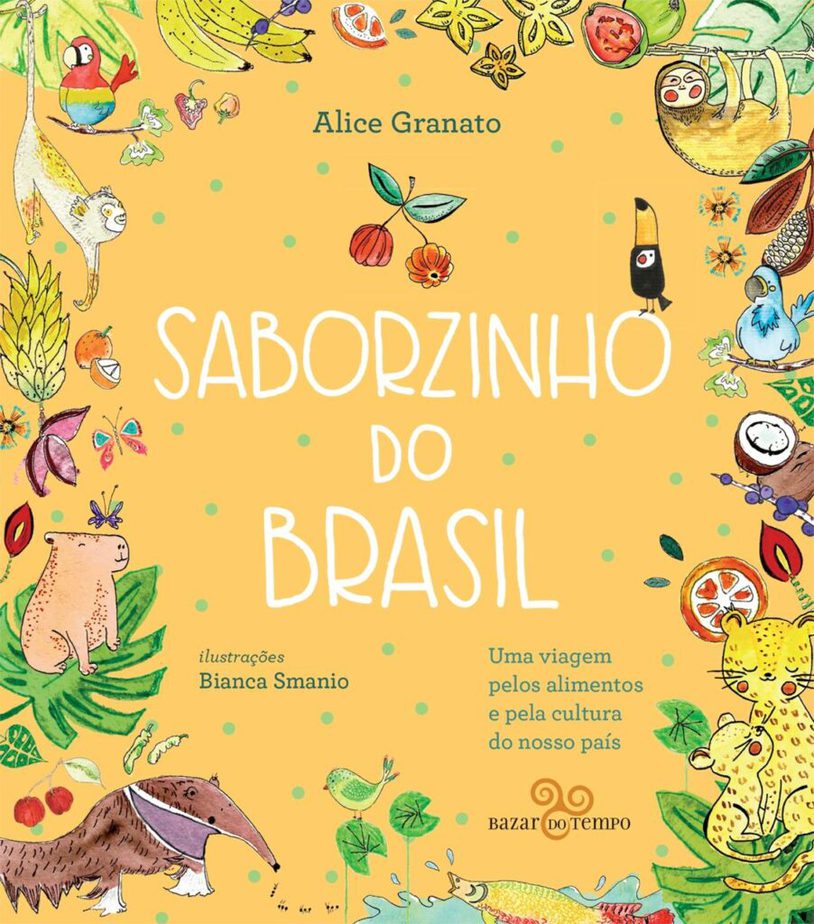 Alice Granato
SABORZINHO
DO
BRASIL
ilustrações
Bianca Smanio
Uma viagem
pelos alimentos
e pela cultura
do nosso país
BAZAR DO TEMPO